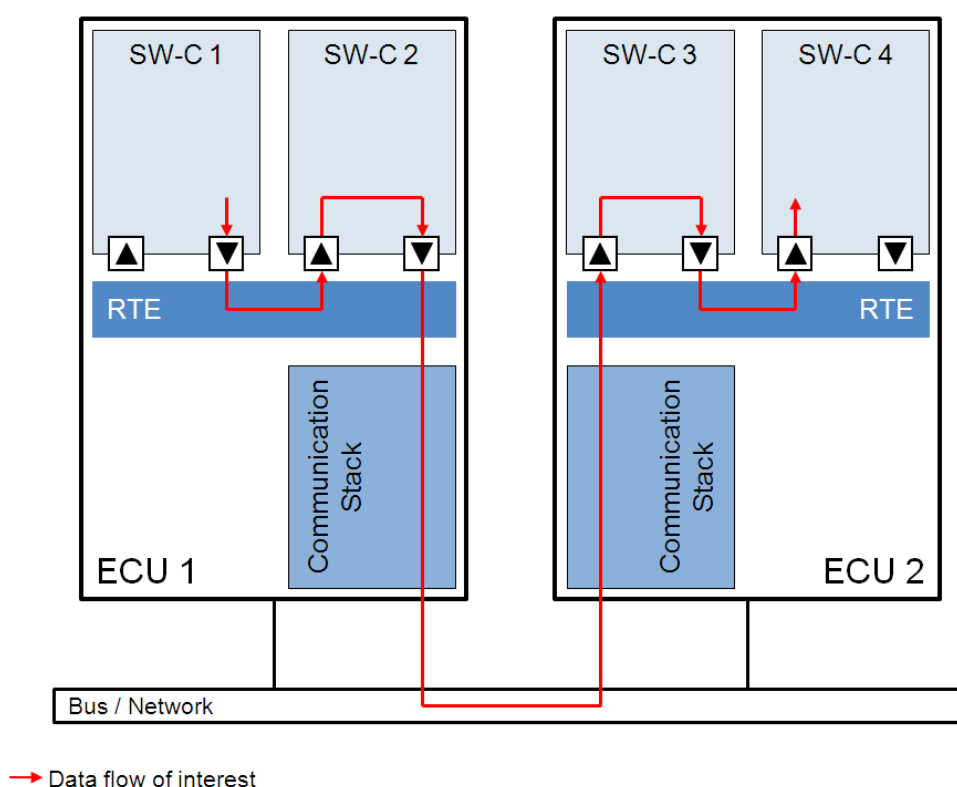 SW-C 1
SW-C 2
SW-C 3
SW-C 4
RTE
RTE
Communication
Stack
Communication
Stack
ECU 1
ECU 2
Bus / Network
Data flow of interest